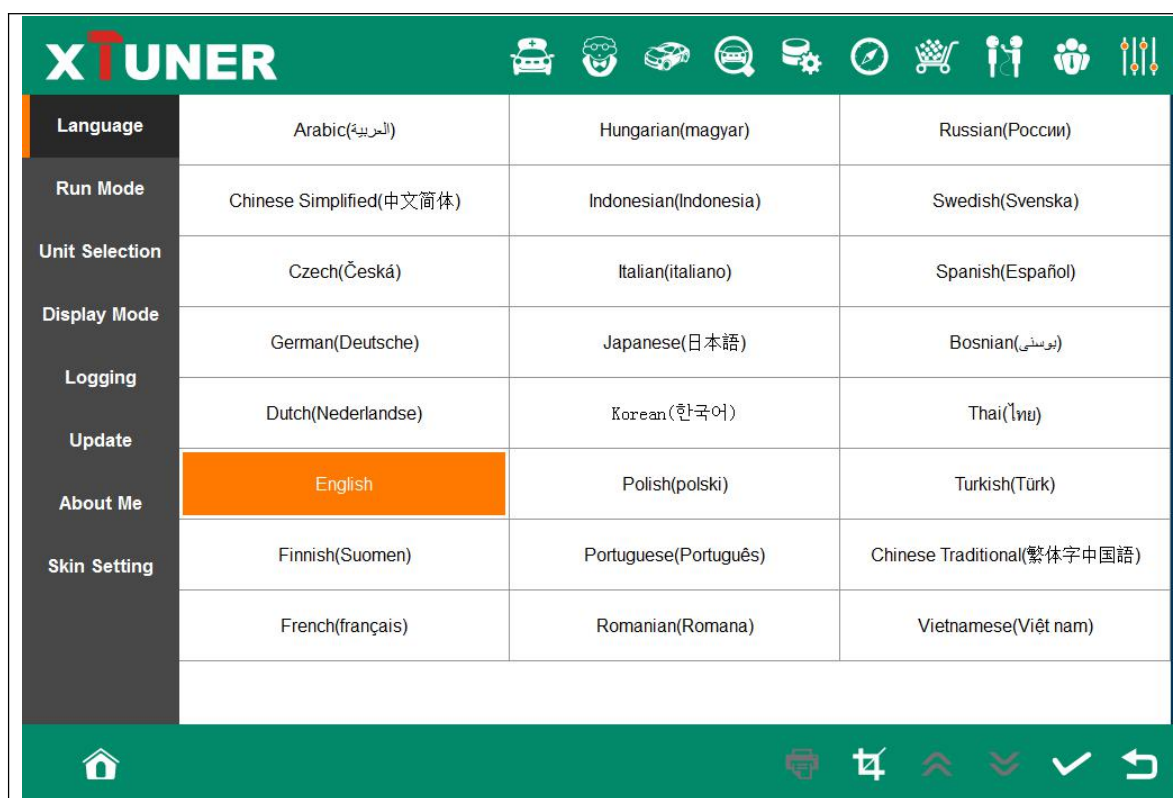 XTUNER
Language
Run Mode
Unit Selection
Display Mode
Logging
Update
About Me
Skin Setting
Arabic(العربية)
Hungarian(magyar)
Russian(России)
Chinese Simplified(中文简体)
Indonesian(Indonesia)
Swedish(Svenska)
Czech(Česká)
Italian(italiano)
Spanish(Español)
German(Deutsche)
Japanese(日本語)
Bosnian(بوسنی)
Dutch(Nederlandse)
Korean(한국어)
Thai(ไทย)
English
Polish(polski)
Turkish(Türk)
Finnish(Suomen)
Portuguese(Português)
Chinese Traditional(繁体字中国語)
French(français)
Romanian(Romana)
Vietnamese(Việt nam)